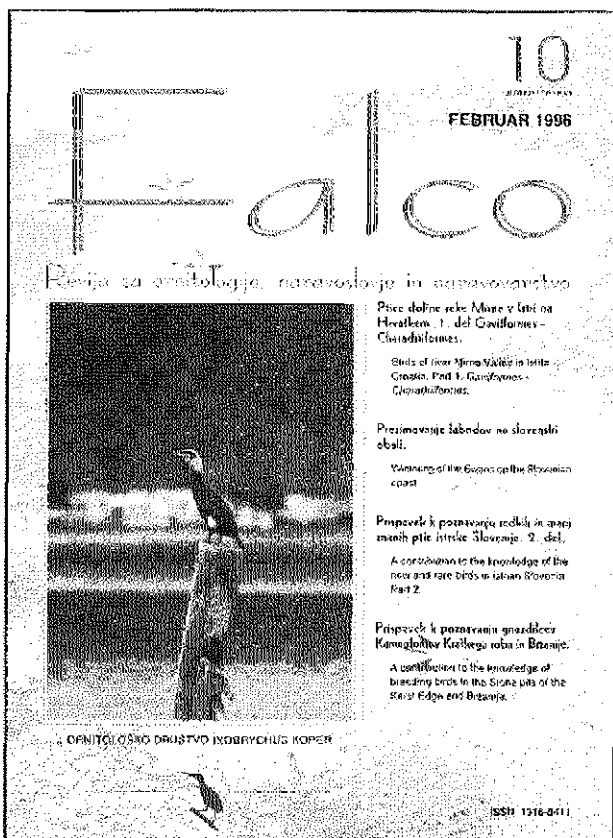 10
FEBRUAR 1996
Falco
Revija za ornitologijo, naravoslovje in naravovarstvo
Ptice doline reke Mirne v Istri na
Hrvaškem, 1. del Gaviiformes -
Charadriiformes.
Birds of river Mirna Valley in Istria
Croatia. Part 1. Gaviiformes -
Charadriiformes.
Prezimovanje labodov na slovenski
obali.
Wintering of the Swans on the Slovenian
coast
Prispevek k poznavanju redkih in manj
znanih ptic istrske Slovenije. 2. del.
A contribution to the knowledge of the
new and rare birds in Istrian Slovenia
Part 2.
Prispevek k poznavanju gnezdilcev
Kamnolomov Kraškega roba in Brkinije.
A contribution to the knowledge of
breeding birds in the Stone pits of the
Karst Edge and
ORNITOLOŠKO DRUŠTVO IXOBRYCHUS KOPER
ISSN 1318-